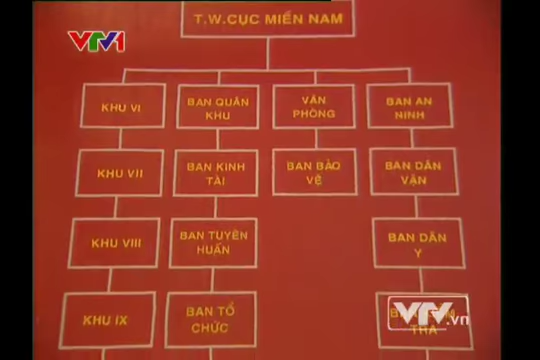 T.W.CỤC MIỀN NAM
VTV1
KHU VI
BAN QUÂN
KHU
VĂN
PHÒNG
BAN AN
NINH
KHU VII
BAN KINH
TÀI
BAN BẢO
VỆ
BAN DÂN
VẬN
KHU VIII
BAN TUYÊN
HUẤN
BAN DÂN
Y
KHU IX
BAN TỔ
CHỨC
VTV.vn